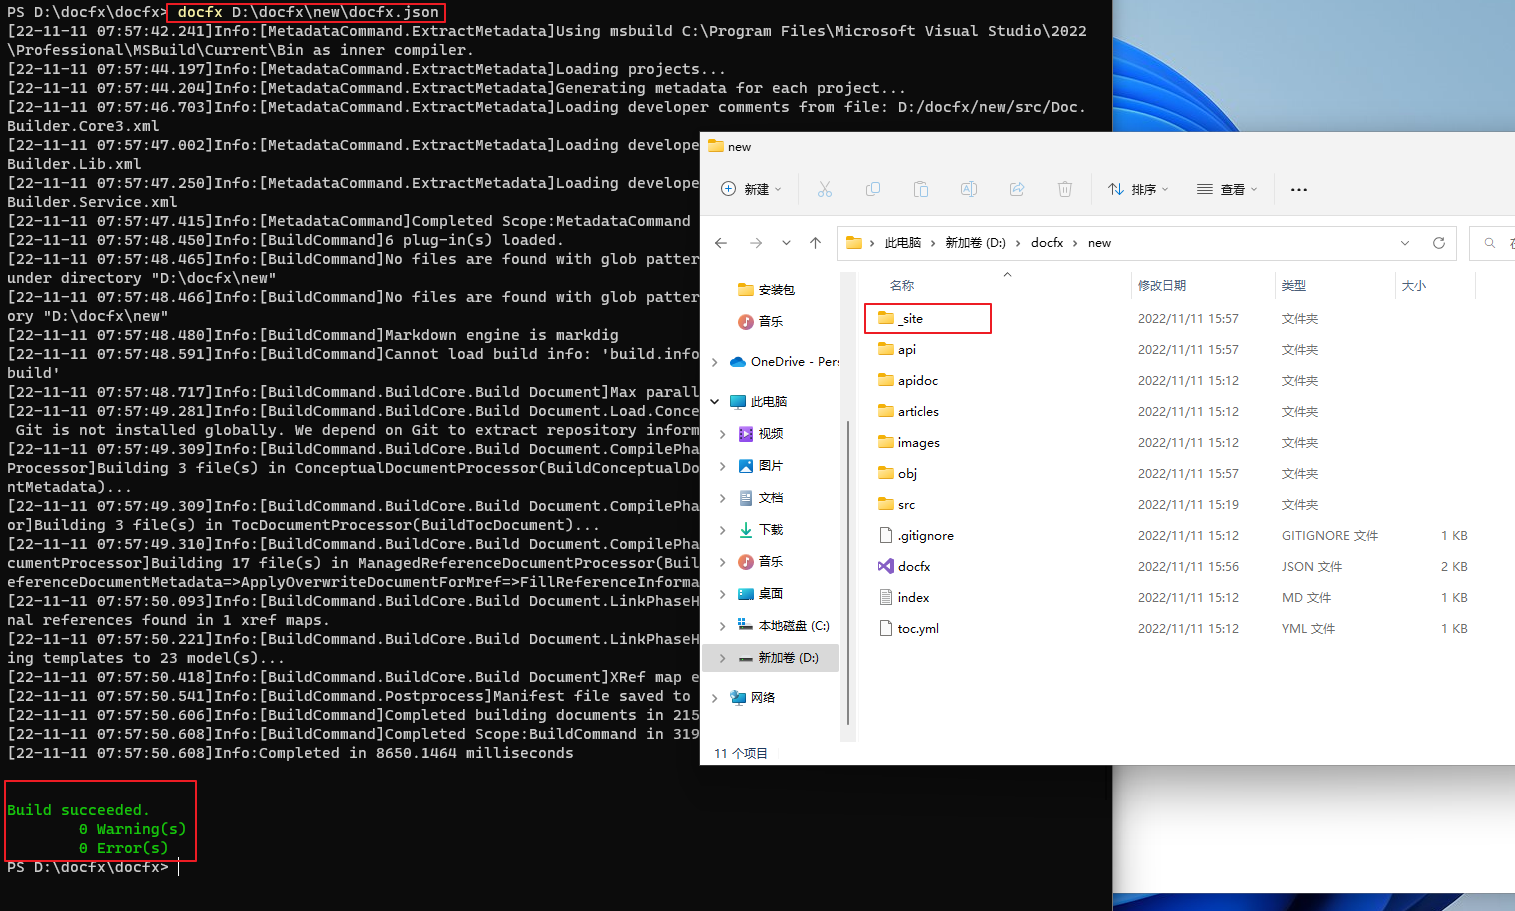 PS D:\docfx\docfx> docfx D:\docfx\new\docfx.json
[22-11-11 07:57:42.241]Info:[MetadataCommand.ExtractMetadata]Using msbuild C:\Program Files\Microsoft Visual Studio\2022
\Professional\MSBuild\Current\Bin as inner compiler.
[22-11-11 07:57:44.197]Info:[MetadataCommand.ExtractMetadata]Loading projects...
[22-11-11 07:57:44.204]Info:[MetadataCommand.ExtractMetadata]Generating metadata for each project...
[22-11-11 07:57:46.703]Info:[MetadataCommand.ExtractMetadata]Loading developer comments from file: D:/docfx/new/src/Doc.
Builder.Core3.xml
[22-11-11 07:57:47.002]Info:[MetadataCommand.ExtractMetadata]Loading develope
Builder.Lib.xml
[22-11-11 07:57:47.250]Info:[MetadataCommand.ExtractMetadata]Loading develope
Builder.Service.xml
[22-11-11 07:57:47.415]Info:[MetadataCommand]Completed Scope:MetadataCommand
[22-11-11 07:57:48.450]Info:[BuildCommand]6 plug-in(s) loaded.
[22-11-11 07:57:48.465]Info:[BuildCommand]No files are found with glob patter
under directory "D:\docfx\new"
[22-11-11 07:57:48.466]Info:[BuildCommand]No files are found with glob patter
ory "D:\docfx\new"
[22-11-11 07:57:48.480]Info:[BuildCommand]Markdown engine is markdig
[22-11-11 07:57:48.591]Info:[BuildCommand]Cannot load build info: 'build.info
build'
[22-11-11 07:57:48.717]Info:[BuildCommand.BuildCore.Build Document]Max parall
[22-11-11 07:57:49.281]Info:[BuildCommand.BuildCore.Build Document.Load.Conce
Git is not installed globally. We depend on Git to extract repository inform
[22-11-11 07:57:49.309]Info:[BuildCommand.BuildCore.Build Document.CompilePha
Processor]Building 3 file(s) in ConceptualDocumentProcessor(BuildConceptualDo
ntMetadata)...
[22-11-11 07:57:49.309]Info:[BuildCommand.BuildCore.Build Document.CompilePha
or]Building 3 file(s) in TocDocumentProcessor(BuildTocDocument)...
[22-11-11 07:57:49.310]Info:[BuildCommand.BuildCore.Build Document.CompilePha
cumentProcessor]Building 17 file(s) in ManagedReferenceDocumentProcessor(Buil
eferenceDocumentMetadata=>ApplyOverwriteDocumentForMref=>FillReferenceInforma
[22-11-11 07:57:50.093]Info:[BuildCommand.BuildCore.Build Document.LinkPhaseH
nal references found in 1 xref maps.
[22-11-11 07:57:50.221]Info:[BuildCommand.BuildCore.Build Document.LinkPhaseH
ing templates to 23 model(s)...
[22-11-11 07:57:50.418]Info:[BuildCommand.BuildCore.Build Document]XRef map e
[22-11-11 07:57:50.541]Info:[BuildCommand.Postprocess]Manifest file saved to
[22-11-11 07:57:50.606]Info:[BuildCommand]Completed building documents in 215
[22-11-11 07:57:50.608]Info:[BuildCommand]Completed Scope:BuildCommand in 319
[22-11-11 07:57:50.608]Info:Completed in 8650.1464 milliseconds
Build succeeded.
0 Warning(s)
0 Error(s)
PS D:\docfx\docfx>
new
新建 排序 查看
此电脑 › 新加卷 (D:) › docfx › new
安装包
音乐
OneDrive - Pers
此电脑
视频
图片
文档
下载
音乐
桌面
本地磁盘 (C:)
新加卷 (D:)
网络
名称 修改日期 类型 大小
_site 2022/11/11 15:57 文件夹
api 2022/11/11 15:57 文件夹
apidoc 2022/11/11 15:12 文件夹
articles 2022/11/11 15:12 文件夹
images 2022/11/11 15:12 文件夹
obj 2022/11/11 15:57 文件夹
src 2022/11/11 15:19 文件夹
.gitignore 2022/11/11 15:12 GITIGNORE 文件 1 KB
docfx 2022/11/11 15:56 JSON 文件 2 KB
index 2022/11/11 15:12 MD 文件 1 KB
toc.yml 2022/11/11 15:12 YML 文件 1 KB
11 个项目